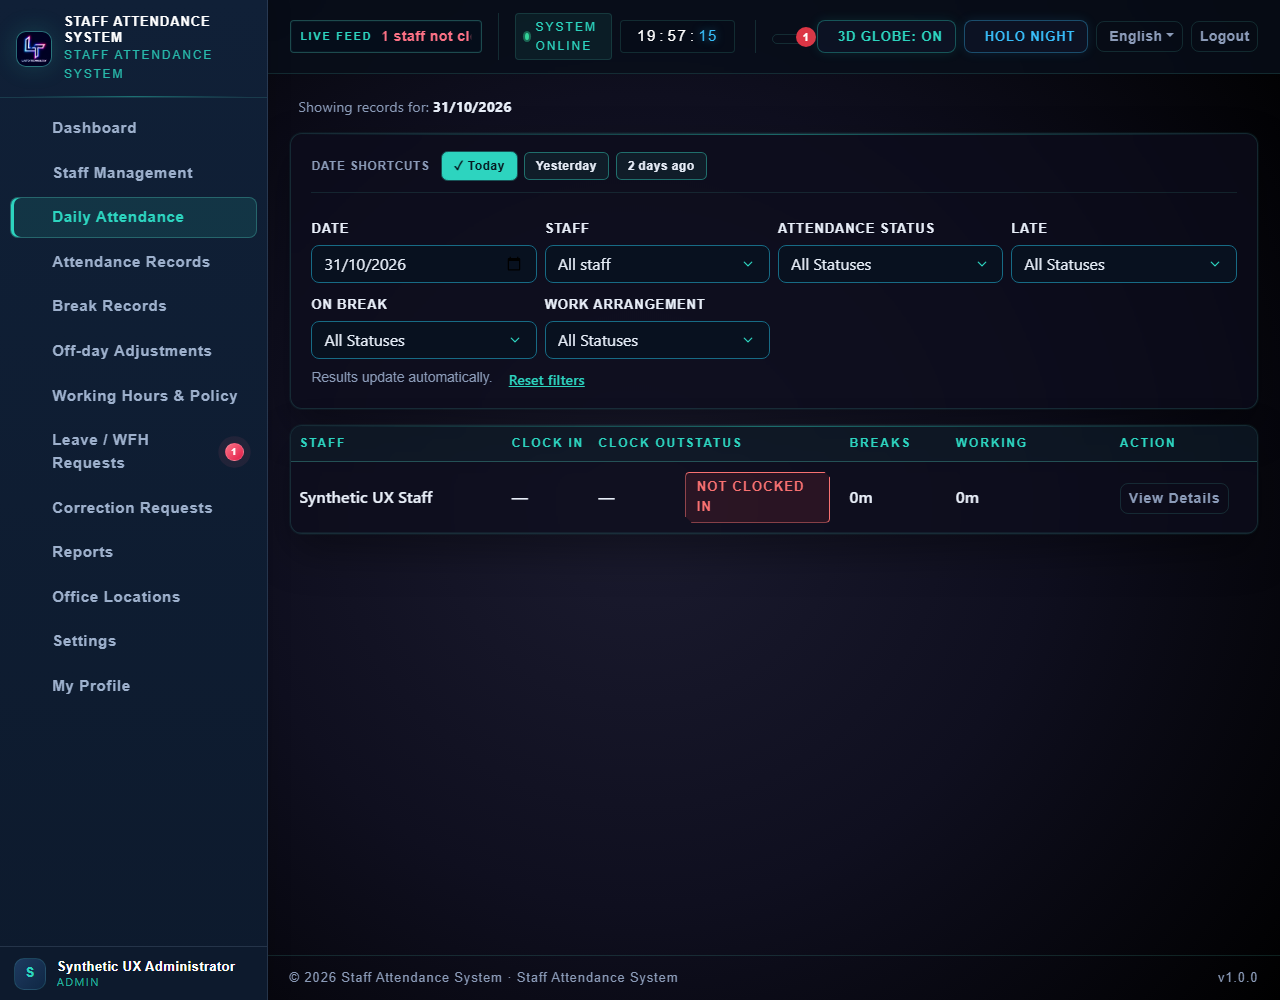 STAFF ATTENDANCE
SYSTEM
STAFF ATTENDANCE
SYSTEM
Dashboard
Staff Management
Daily Attendance
Attendance Records
Break Records
Off-day Adjustments
Working Hours & Policy
Leave / WFH
Requests
1
Correction Requests
Reports
Office Locations
Settings
My Profile
S
Synthetic UX Administrator
ADMIN
LIVE FEED 1 staff not cl
SYSTEM
ONLINE
19:57:15
1
3D GLOBE: ON
HOLO NIGHT
English
Logout
Showing records for: 31/10/2026
DATE SHORTCUTS ✓ Today Yesterday 2 days ago
DATE STAFF ATTENDANCE STATUS LATE
31/10/2026 All staff All Statuses All Statuses
ON BREAK WORK ARRANGEMENT
All Statuses All Statuses
Results update automatically. Reset filters
STAFF CLOCK IN CLOCK OUT STATUS BREAKS WORKING ACTION
Synthetic UX Staff — — NOT CLOCKED
IN
0m 0m View Details
© 2026 Staff Attendance System · Staff Attendance System
v1.0.0